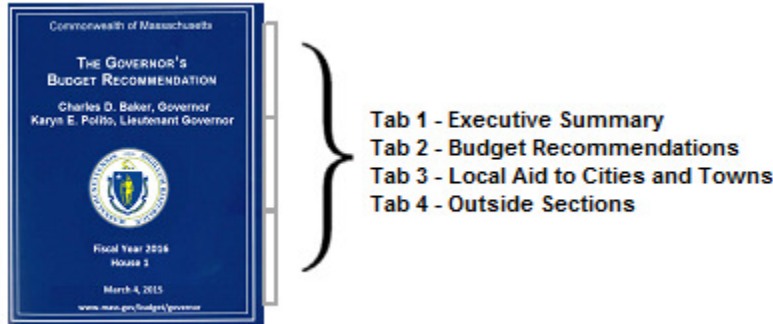 Commonwealth of Massachusetts
THE GOVERNOR'S
BUDGET RECOMMENDATION
Charles D. Baker, Governor
Karyn E. Polito, Lieutenant Governor
Fiscal Year 2016
House 1
March 4, 2015
www.mass.gov/budget/governor
Tab 1 - Executive Summary
Tab 2 - Budget Recommendations
Tab 3 - Local Aid to Cities and Towns
Tab 4 - Outside Sections